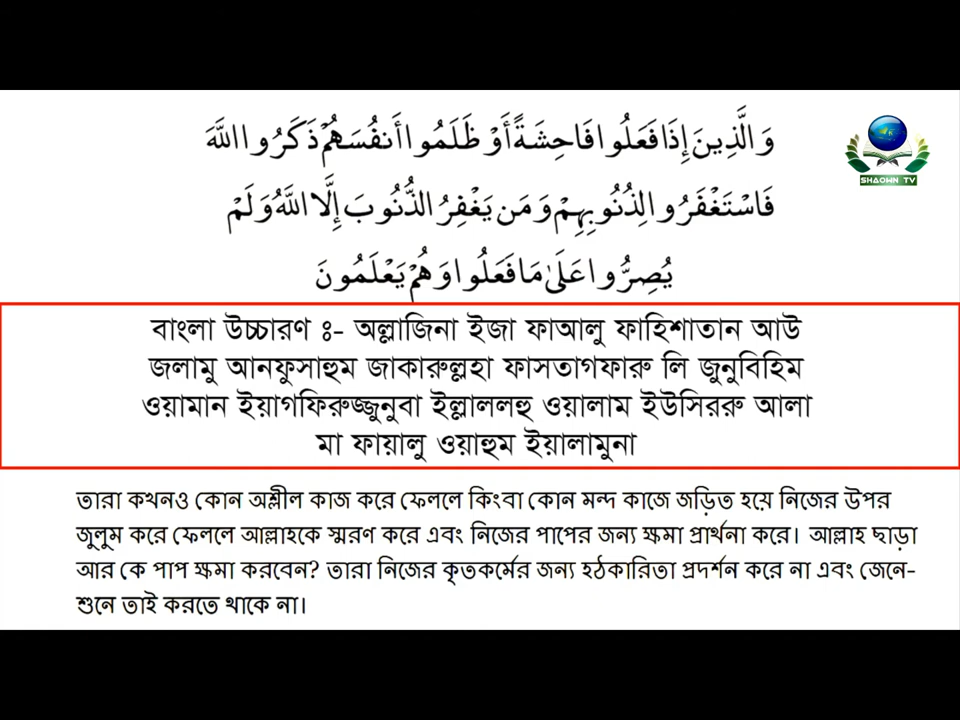 وَالَّذِينَ إِذَا فَعَلُوا فَاحِشَةً أَوْ ظَلَمُوا أَنفُسَهُمْ ذَكَرُوا اللَّهَ
فَاسْتَغْفَرُوا لِذُنُوبِهِمْ وَمَن يَغْفِرُ الذُّنُوبَ إِلَّا اللَّهُ وَلَمْ
يُصِرُّوا عَلَىٰ مَا فَعَلُوا وَهُمْ يَعْلَمُونَ
SHAOWN TV
বাংলা উচ্চারণ ঃ- অল্লাজিনা ইজা ফাআলু ফাহিশাতান আউ
জলামু আনফুসাহুম জাকারুল্লহা ফাসতাগফারু লি জুনুবিহিম
ওয়ামান ইয়াগফিরুজ্জুনুবা ইল্লাললহু ওয়ালাম ইউসিররু আলা
মা ফায়ালু ওয়াহুম ইয়ালামুনা
তারা কখনও কোন অশ্লীল কাজ করে ফেললে কিংবা কোন মন্দ কাজে জড়িত হয়ে নিজের উপর
জুলুম করে ফেললে আল্লাহকে স্মরণ করে এবং নিজের পাপের জন্য ক্ষমা প্রার্থনা করে। আল্লাহ ছাড়া
আর কে পাপ ক্ষমা করবেন? তারা নিজের কৃতকর্মের জন্য হঠকারিতা প্রদর্শন করে না এবং জেনে-
শুনে তাই করতে থাকে না।